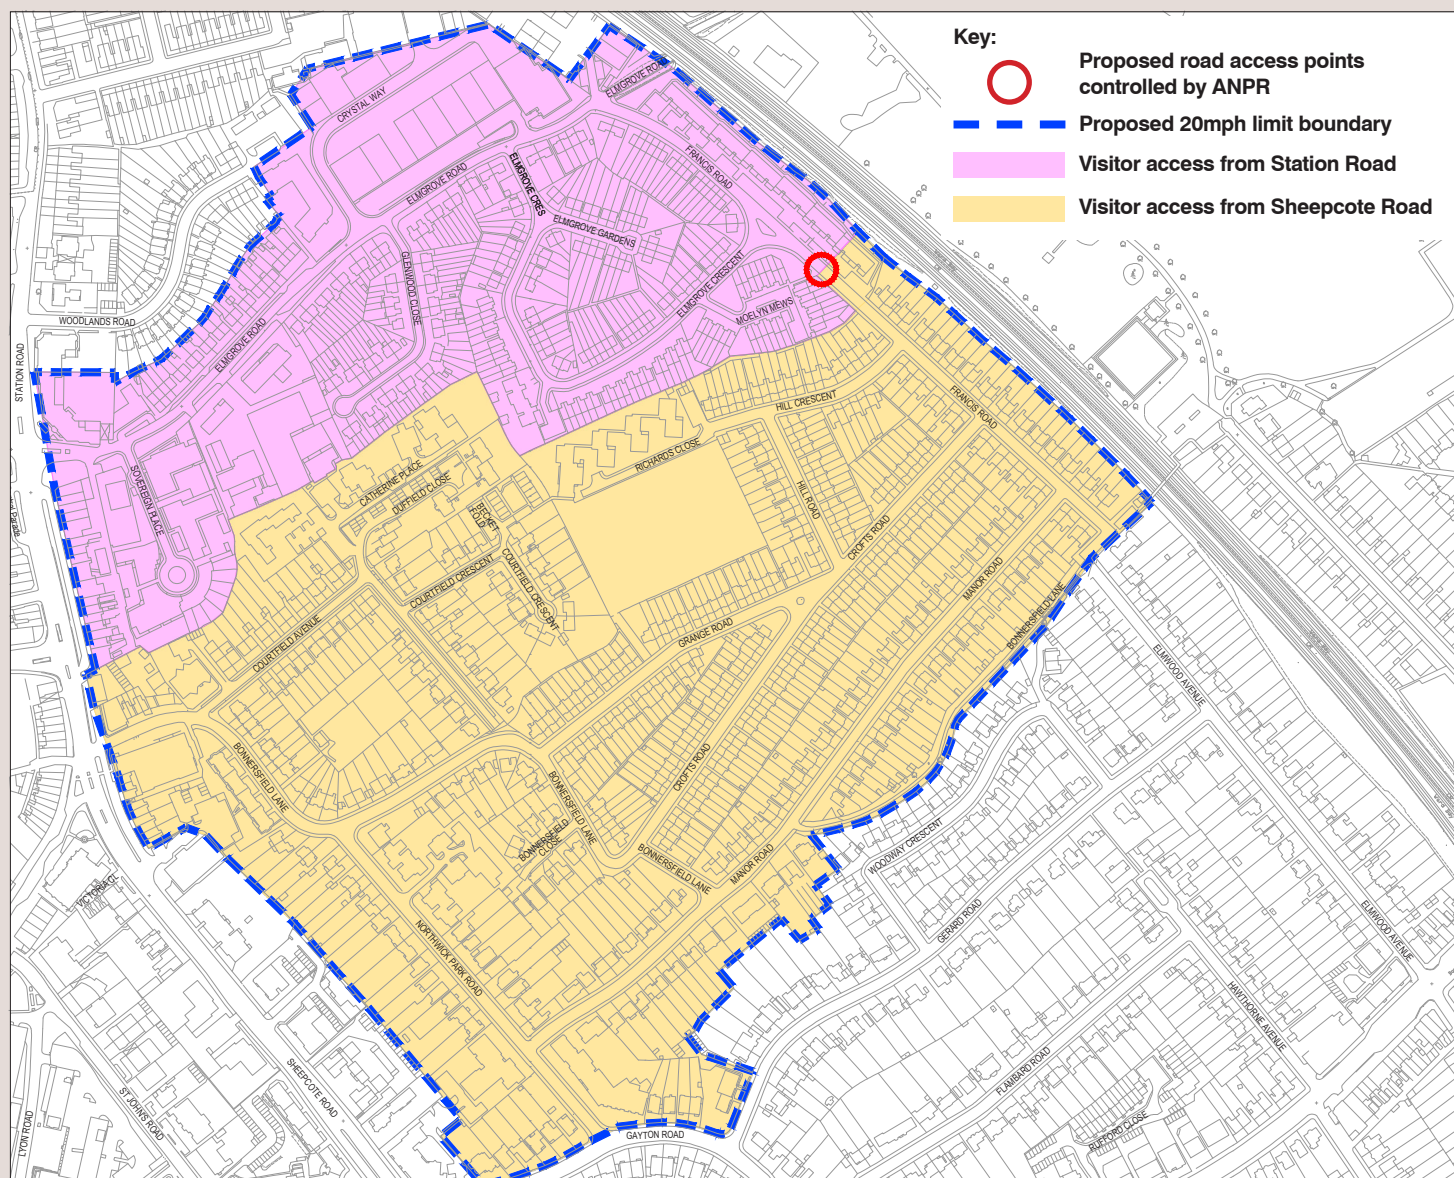 Key:
Proposed road access points
controlled by ANPR
Proposed 20mph limit boundary
Visitor access from Station Road
Visitor access from Sheepcote Road
CRYSTAL WAY
ELMGROVE ROAD
ELMGROVE ROAD
ELMGROVE CRES
FRANCIS ROAD
ELMGROVE GARDENS
GLENWOOD CLOSE
ELMGROVE CRESCENT
MOELYN MEWS
WOODLANDS ROAD
ELMGROVE ROAD
STATION ROAD
HILL CRESCENT
FRANCIS ROAD
RICHARDS CLOSE
SOVEREIGN PLACE
CATHERINE PLACE
DUFFIELD CLOSE
BECKET
FOLD
HILL ROAD
CROFTS ROAD
COURTFIELD CRESCENT
COURTFIELD CRESCENT
MANOR ROAD
BONNERSFIELD LANE
COURTFIELD AVENUE
GRANGE ROAD
ELMWOOD AVENUE
BONNERSFIELD LANE
CROFTS ROAD
BONNERSFIELD LANE
BONNERSFIELD
CLOSE
BONNERSFIELD LANE
MANOR ROAD
WOODWAY CRESCENT
VICTORIA CL
GERARD ROAD
ELMWOOD AVENUE
NORTHWICK PARK ROAD
HAWTHORNE AVENUE
SHEEPCOTE ROAD
FLAMBARD ROAD
ST JOHN'S ROAD
LYON ROAD
GAYTON ROAD
RUFFORD CLOSE